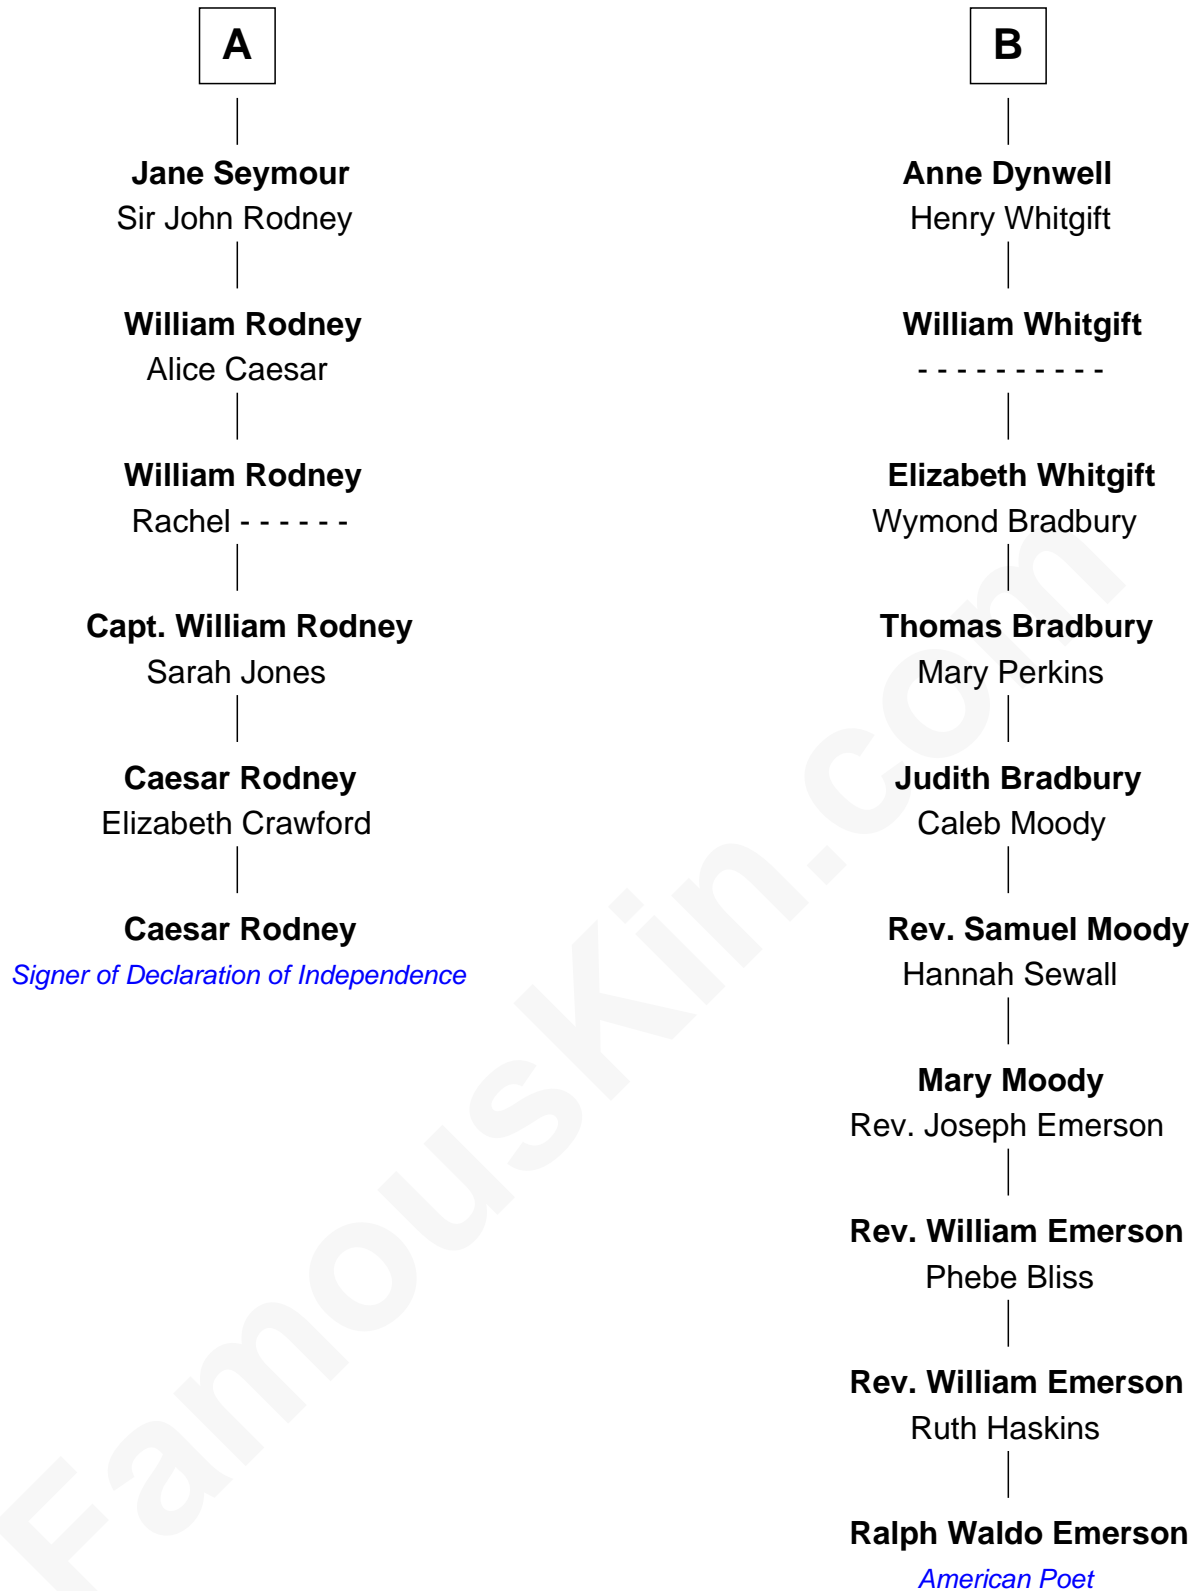 A
Jane Seymour
Sir John Rodney
William Rodney
Alice Caesar
William Rodney
Rachel - - - - - -
Capt. William Rodney
Sarah Jones
Caesar Rodney
Elizabeth Crawford
Caesar Rodney
Signer of Declaration of Independence
B
Anne Dynwell
Henry Whitgift
William Whitgift
- - - - - - - - - -
Elizabeth Whitgift
Wymond Bradbury
Thomas Bradbury
Mary Perkins
Judith Bradbury
Caleb Moody
Rev. Samuel Moody
Hannah Sewall
Mary Moody
Rev. Joseph Emerson
Rev. William Emerson
Phebe Bliss
Rev. William Emerson
Ruth Haskins
Ralph Waldo Emerson
American Poet
FamousKin.com